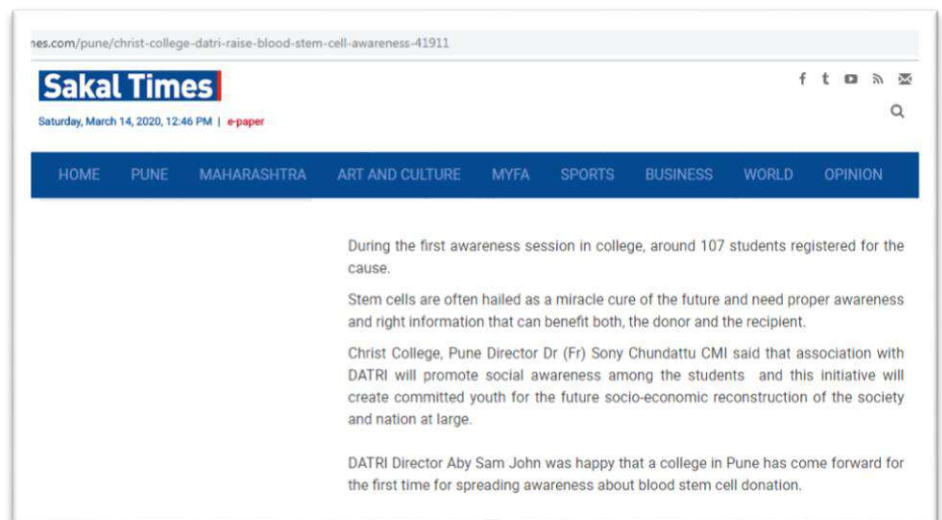 nes.com/pune/christ-college-datri-raise-blood-stem-cell-awareness-41911
Sakal Times
Saturday, March 14, 2020, 12:46 PM | e-paper
HOME PUNE MAHARASHTRA ART AND CULTURE MYFA SPORTS BUSINESS WORLD OPINION
During the first awareness session in college, around 107 students registered for the
cause.
Stem cells are often hailed as a miracle cure of the future and need proper awareness
and right information that can benefit both, the donor and the recipient.
Christ College, Pune Director Dr (Fr) Sony Chundattu CMI said that association with
DATRI will promote social awareness among the students and this initiative will
create committed youth for the future socio-economic reconstruction of the society
and nation at large.
DATRI Director Aby Sam John was happy that a college in Pune has come forward for
the first time for spreading awareness about blood stem cell donation.